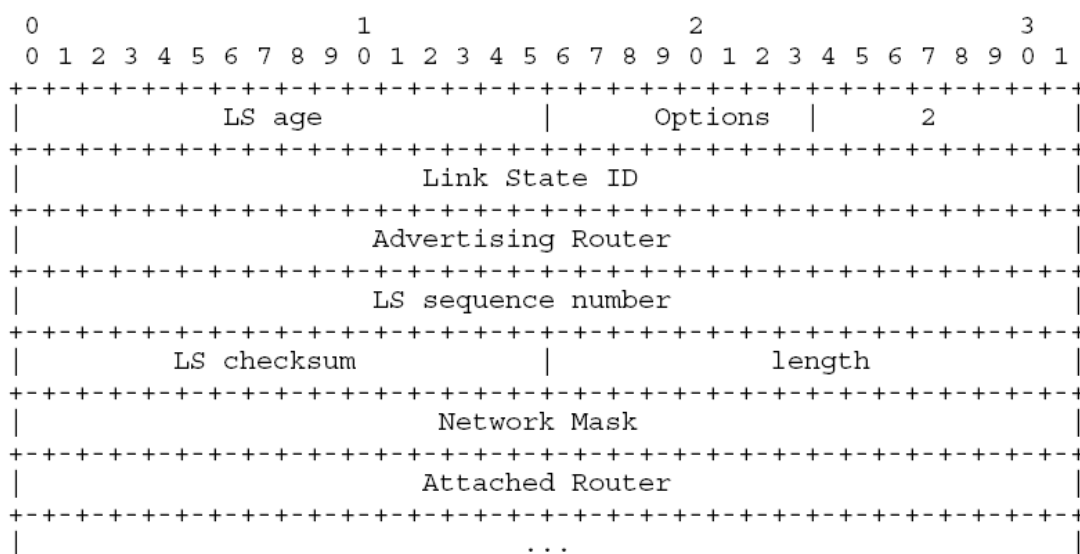 0                   1                   2                   3
0 1 2 3 4 5 6 7 8 9 0 1 2 3 4 5 6 7 8 9 0 1 2 3 4 5 6 7 8 9 0 1
+-+-+-+-+-+-+-+-+-+-+-+-+-+-+-+-+-+-+-+-+-+-+-+-+-+-+-+-+-+-+-+-+
| LS age | Options | 2 |
+-+-+-+-+-+-+-+-+-+-+-+-+-+-+-+-+-+-+-+-+-+-+-+-+-+-+-+-+-+-+-+-+
| Link State ID |
+-+-+-+-+-+-+-+-+-+-+-+-+-+-+-+-+-+-+-+-+-+-+-+-+-+-+-+-+-+-+-+-+
| Advertising Router |
+-+-+-+-+-+-+-+-+-+-+-+-+-+-+-+-+-+-+-+-+-+-+-+-+-+-+-+-+-+-+-+-+
| LS sequence number |
+-+-+-+-+-+-+-+-+-+-+-+-+-+-+-+-+-+-+-+-+-+-+-+-+-+-+-+-+-+-+-+-+
| LS checksum | length |
+-+-+-+-+-+-+-+-+-+-+-+-+-+-+-+-+-+-+-+-+-+-+-+-+-+-+-+-+-+-+-+-+
| Network Mask |
+-+-+-+-+-+-+-+-+-+-+-+-+-+-+-+-+-+-+-+-+-+-+-+-+-+-+-+-+-+-+-+-+
| Attached Router |
+-+-+-+-+-+-+-+-+-+-+-+-+-+-+-+-+-+-+-+-+-+-+-+-+-+-+-+-+-+-+-+-+
| ... |